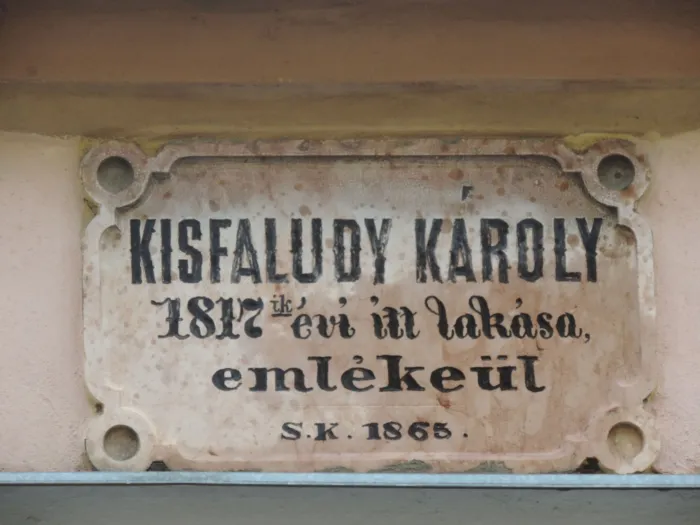 KISFALUDY KÁROLY
1817ik évi itt lakása,
emlékeül
S.K. 1865.